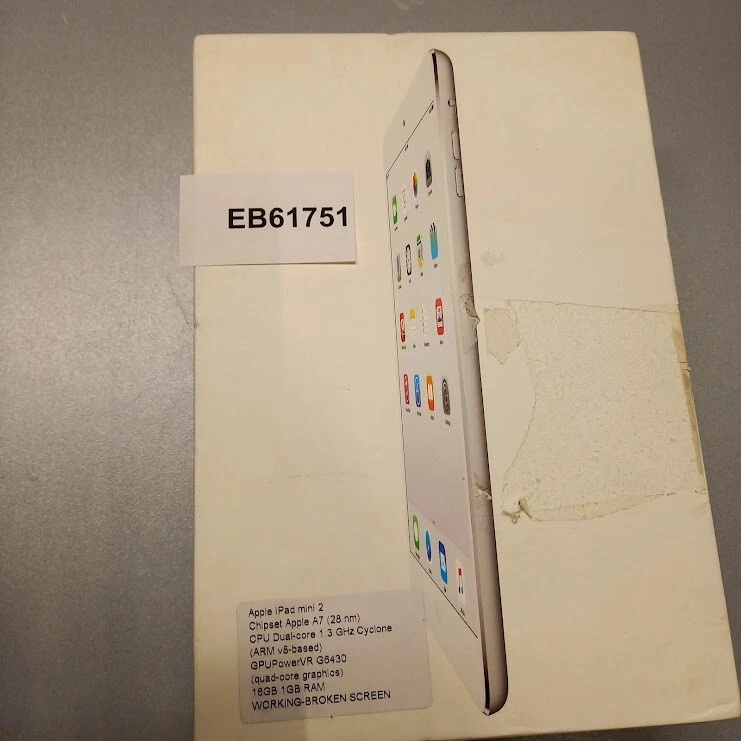 EB61751
Apple iPad mini 2
Chipset Apple A7 (28 nm)
CPU Dual-core 1.3 GHz Cyclone
(ARM v8-based)
GPUPowerVR G6430
(quad-core graphics)
16GB 1GB RAM
WORKING-BROKEN SCREEN